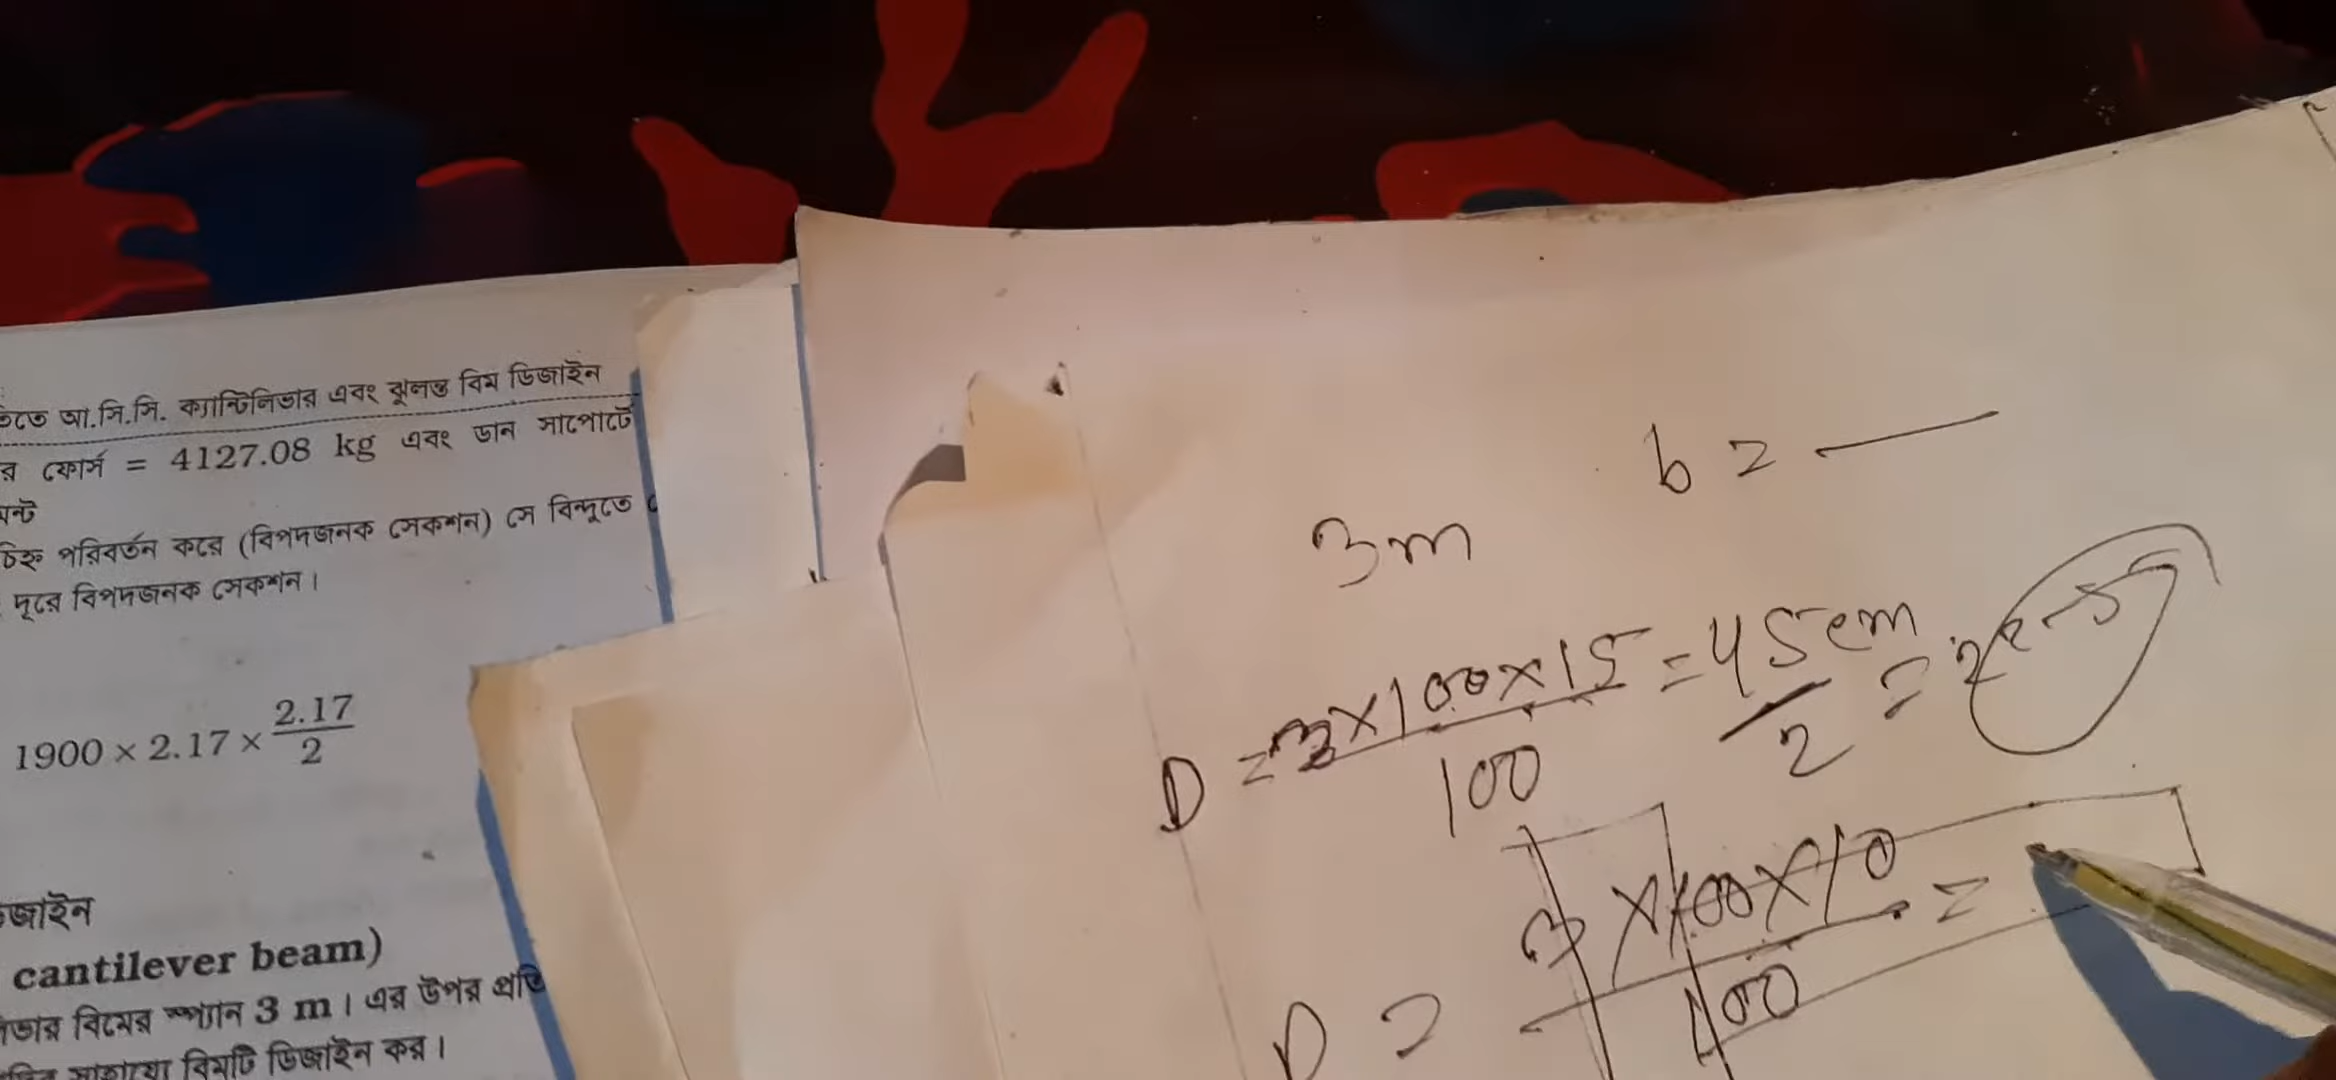 তিতে আ.সি.সি. ক্যান্টিলিভার এবং ঝুলন্ত বিম ডিজাইন
র ফোর্স = 4127.08 kg এবং ডান সাপোর্টে
মেন্ট
চিহ্ন পরিবর্তন করে (বিপদজনক সেকশন) সে বিন্দুতে
দূরে বিপদজনক সেকশন।
1900 × 2.17 × 2.17/2
ডিজাইন
cantilever beam)
লিভার বিমের স্প্যান 3 m। এর উপর প্রতি
সাহায্যে বিমটি ডিজাইন কর।
b =
3m
D = 3×100×15/100 = 45cm/2 =
D = 3×100×10/100 =